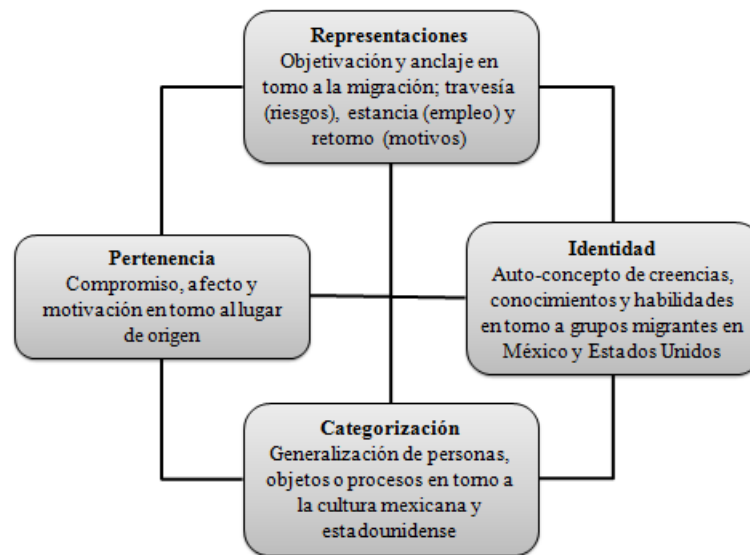 Representaciones
Objetivación y anclaje en
torno a la migración; travesía
(riesgos), estancia (empleo) y
retorno (motivos)
Pertenencia
Compromiso, afecto y
motivación en torno al lugar
de origen
Identidad
Auto-concepto de creencias,
conocimientos y habilidades
en torno a grupos migrantes en
México y Estados Unidos
Categorización
Generalización de personas,
objetos o procesos en torno a
la cultura mexicana y
estadounidense